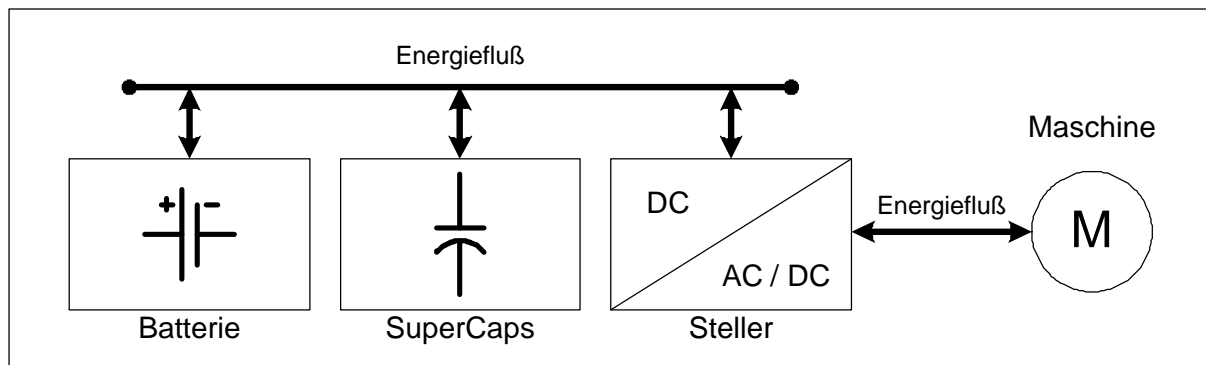 Energiefluß
Maschine
+ −
DC
Energiefluß
M
AC / DC
Batterie
SuperCaps
Steller